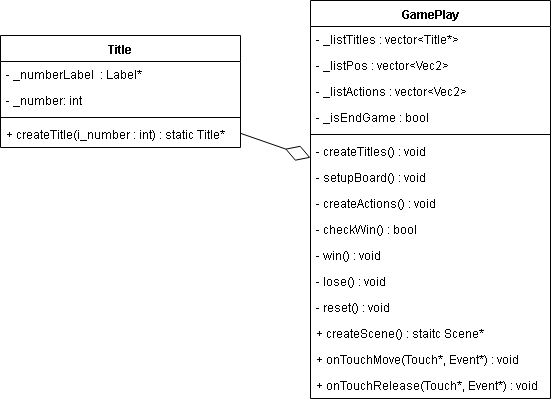 Title
- _numberLabel : Label*
- _number: int
+ createTitle(i_number : int) : static Title*
GamePlay
- _listTitles : vector<Title*>
- _listPos : vector<Vec2>
- _listActions : vector<Vec2>
- _isEndGame : bool
- createTitles() : void
- setupBoard() : void
- createActions() : void
- checkWin() : bool
- win() : void
- lose() : void
- reset() : void
+ createScene() : staitc Scene*
+ onTouchMove(Touch*, Event*) : void
+ onTouchRelease(Touch*, Event*) : void